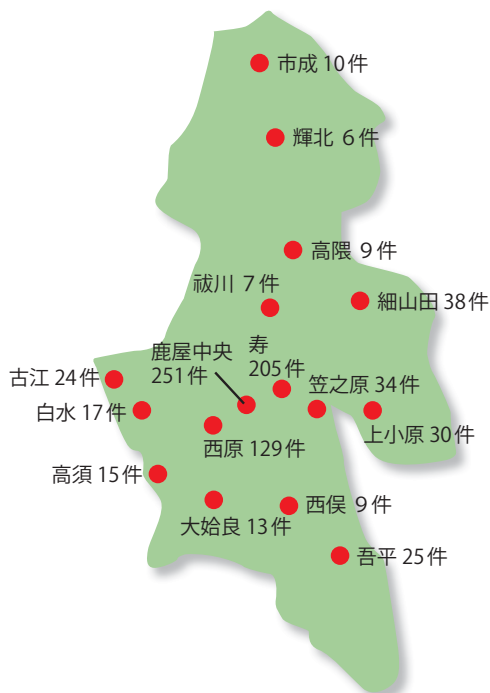 市成 10件
輝北 6件
高隈 9件
祓川 7件
細山田 38件
鹿屋中央
251件
寿
205件
笠之原 34件
古江 24件
白水 17件
西原 129件
上小原 30件
高須 15件
大姶良 13件
西俣 9件
吾平 25件